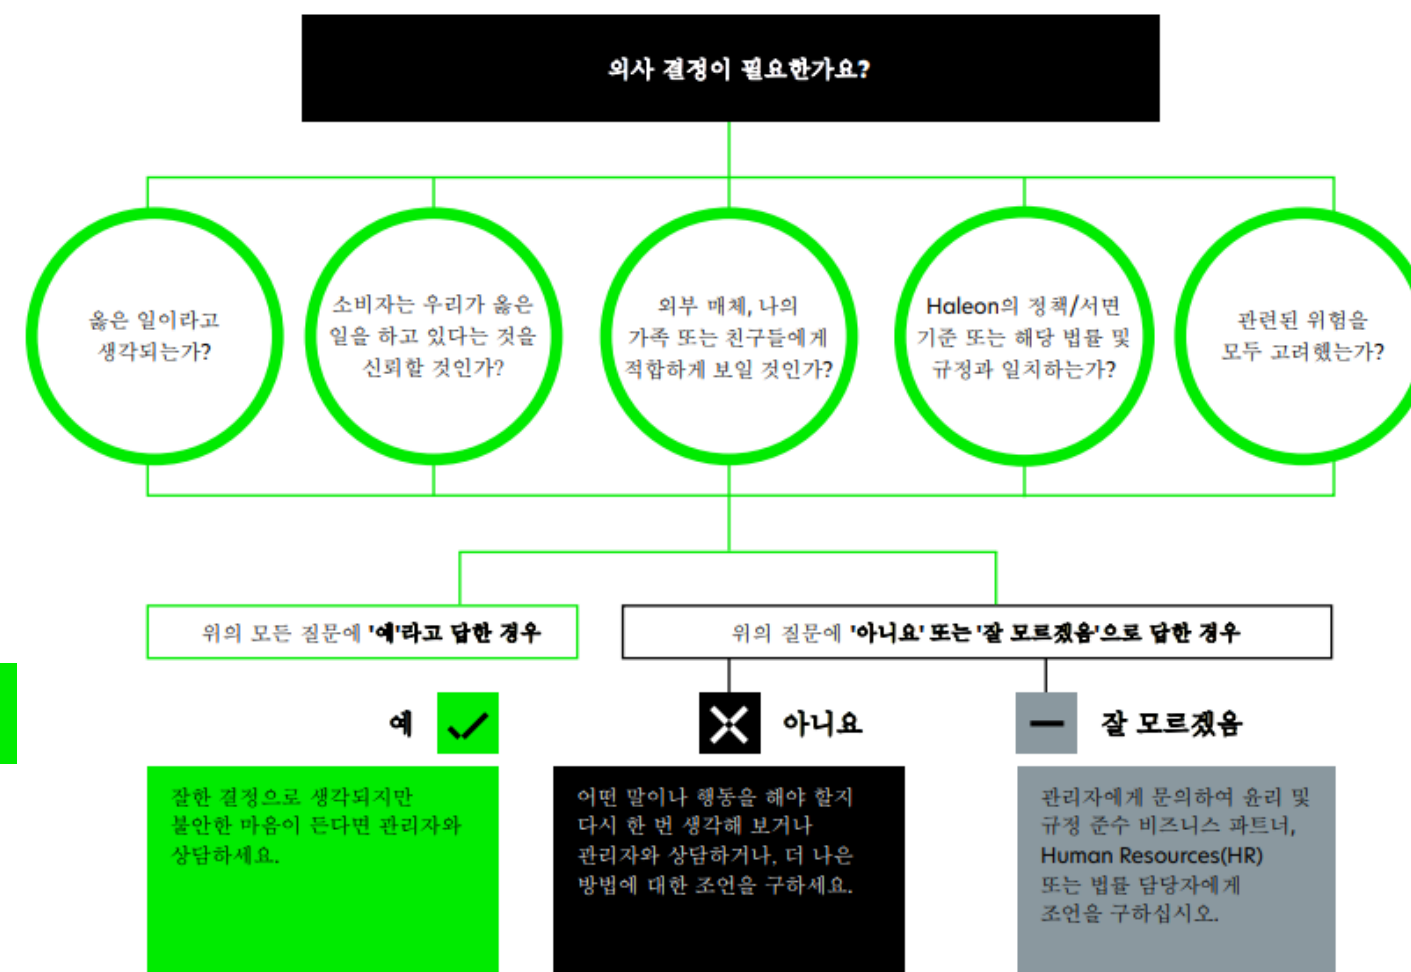 의사 결정이 필요한가요?
옳은 일이라고
생각되는가?
소비자는 우리가 옳은
일을 하고 있다는 것을
신뢰할 것인가?
외부 매체, 나의
가족 또는 친구들에게
적합하게 보일 것인가?
Haleon의 정책/서면
기준 또는 해당 법률 및
규정과 일치하는가?
관련된 위험을
모두 고려했는가?
위의 모든 질문에 '예'라고 답한 경우
위의 질문에 '아니요' 또는 '잘 모르겠음'으로 답한 경우
예
잘한 결정으로 생각되지만
불안한 마음이 든다면 관리자와
상담하세요.
아니요
어떤 말이나 행동을 해야 할지
다시 한 번 생각해 보거나
관리자와 상담하거나, 더 나은
방법에 대한 조언을 구하세요.
잘 모르겠음
관리자에게 문의하여 윤리 및
규정 준수 비즈니스 파트너,
Human Resources(HR)
또는 법률 담당자에게
조언을 구하십시오.